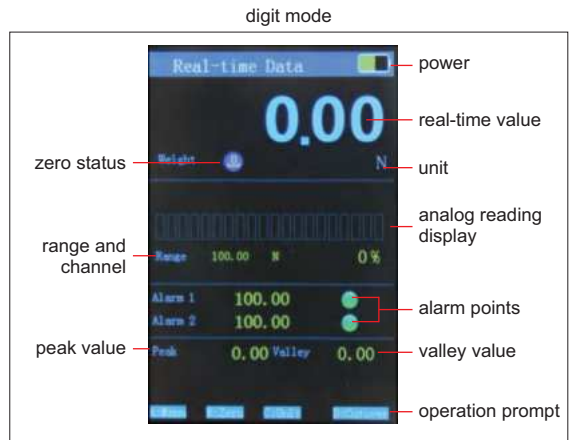 digit mode
Real-time Data
power
0.00
real-time value
Weight
N
zero status
unit
analog reading display
range and channel
Range 100.00 N 0%
Alarm 1 100.00
Alarm 2 100.00
alarm points
peak value
Peak 0.00 Valley 0.00
valley value
operation prompt